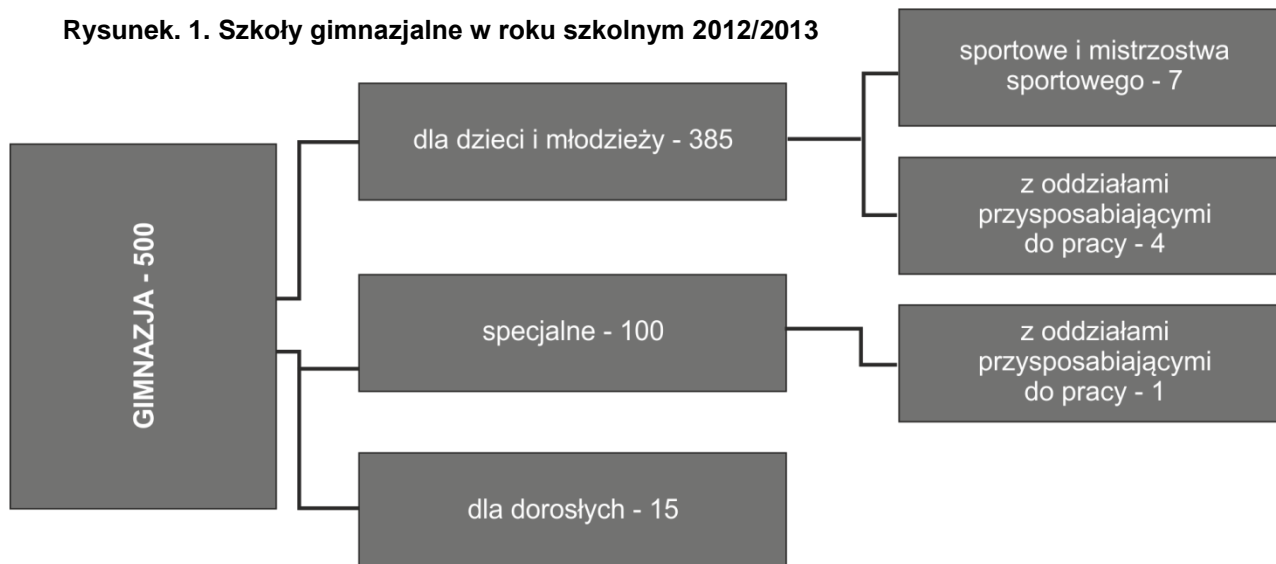 Rysunek. 1. Szkoły gimnazjalne w roku szkolnym 2012/2013
GIMNAZJA - 500
dla dzieci i młodzieży - 385
sportowe i mistrzostwa
sportowego - 7
z oddziałami
przysposabiającymi
do pracy - 4
specjalne - 100
z oddziałami
przysposabiającymi
do pracy - 1
dla dorosłych - 15